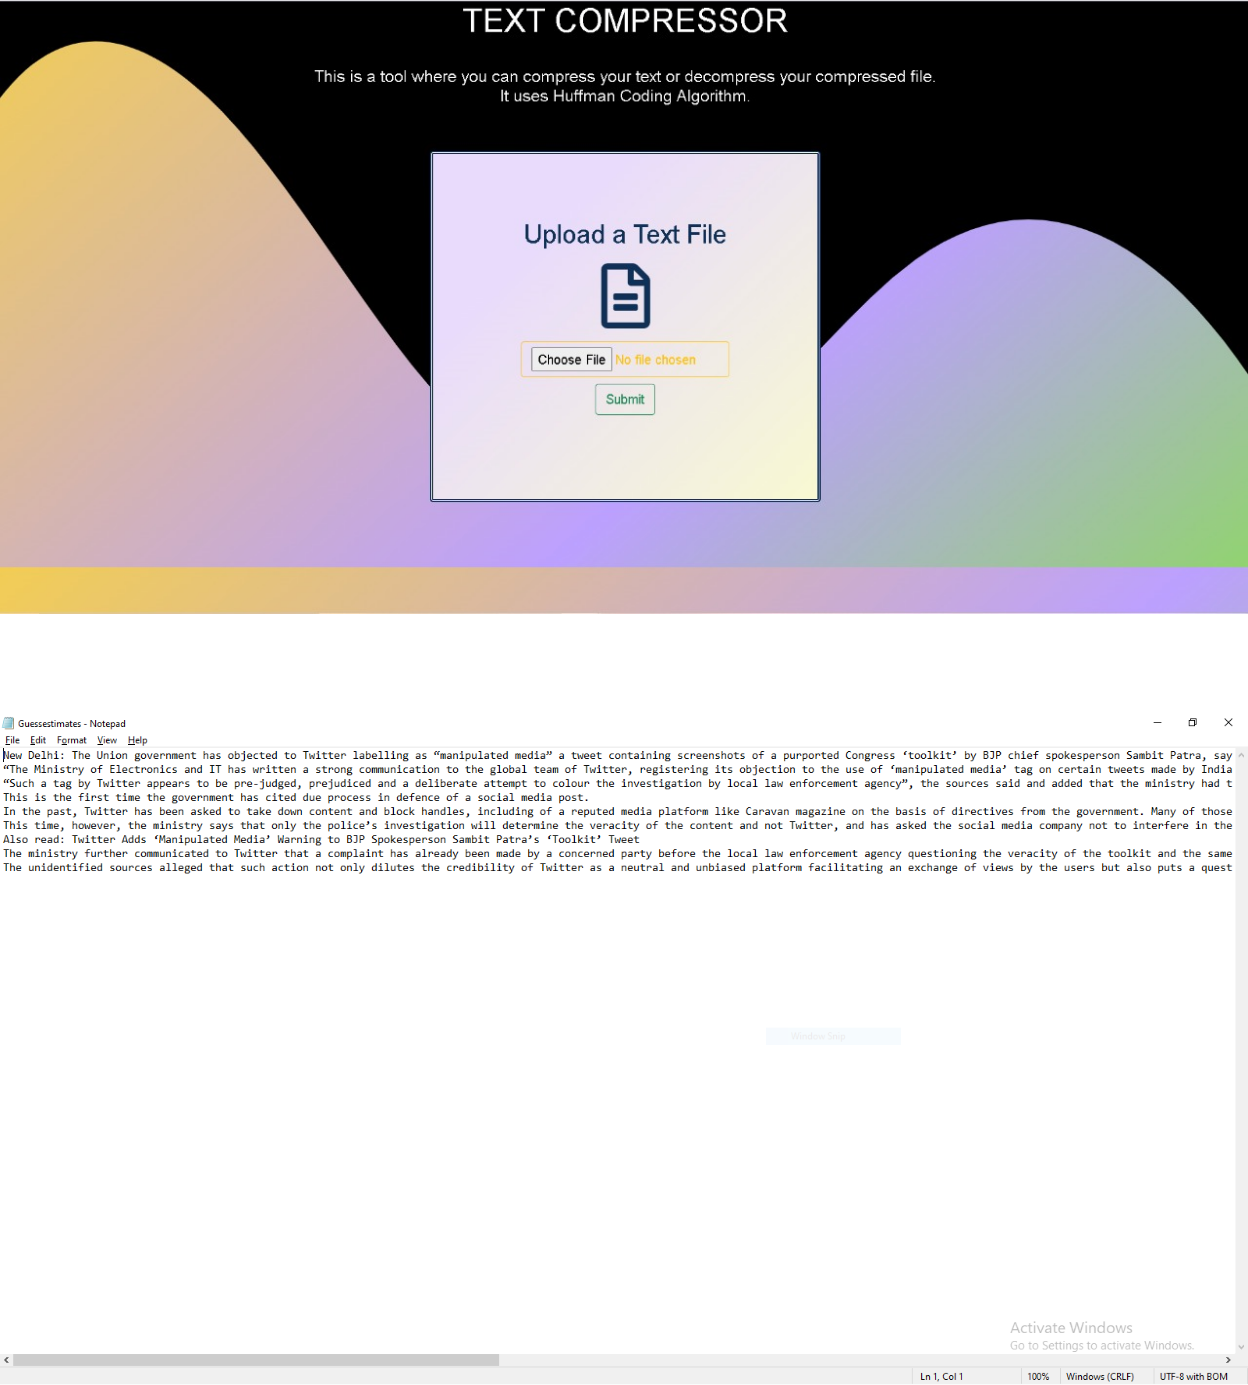 TEXT COMPRESSOR
This is a tool where you can compress your text or decompress your compressed file.
It uses Huffman Coding Algorithm.
Upload a Text File
Choose File No file chosen
Submit
Guessestimates - Notepad
File Edit Format View Help
New Delhi: The Union government has objected to Twitter labelling as “manipulated media” a tweet containing screenshots of a purported Congress ‘toolkit’ by BJP chief spokesperson Sambit Patra, say
“The Ministry of Electronics and IT has written a strong communication to the global team of Twitter, registering its objection to the use of ‘manipulated media’ tag on certain tweets made by India
“Such a tag by Twitter appears to be pre-judged, prejudiced and a deliberate attempt to colour the investigation by local law enforcement agency”, the sources said and added that the ministry had t
This is the first time the government has cited due process in defence of a social media post.
In the past, Twitter has been asked to take down content and block handles, including of a reputed media platform like Caravan magazine on the basis of directives from the government. Many of those
This time, however, the ministry says that only the police’s investigation will determine the veracity of the content and not Twitter, and has asked the social media company not to interfere in the
Also read: Twitter Adds ‘Manipulated Media’ Warning to BJP Spokesperson Sambit Patra’s ‘Toolkit’ Tweet
The ministry further communicated to Twitter that a complaint has already been made by a concerned party before the local law enforcement agency questioning the veracity of the toolkit and the same
The unidentified sources alleged that such action not only dilutes the credibility of Twitter as a neutral and unbiased platform facilitating an exchange of views by the users but also puts a quest
Window Snip
Activate Windows
Go to Settings to activate Windows.
Ln 1, Col 1 100% Windows (CRLF) UTF-8 with BOM